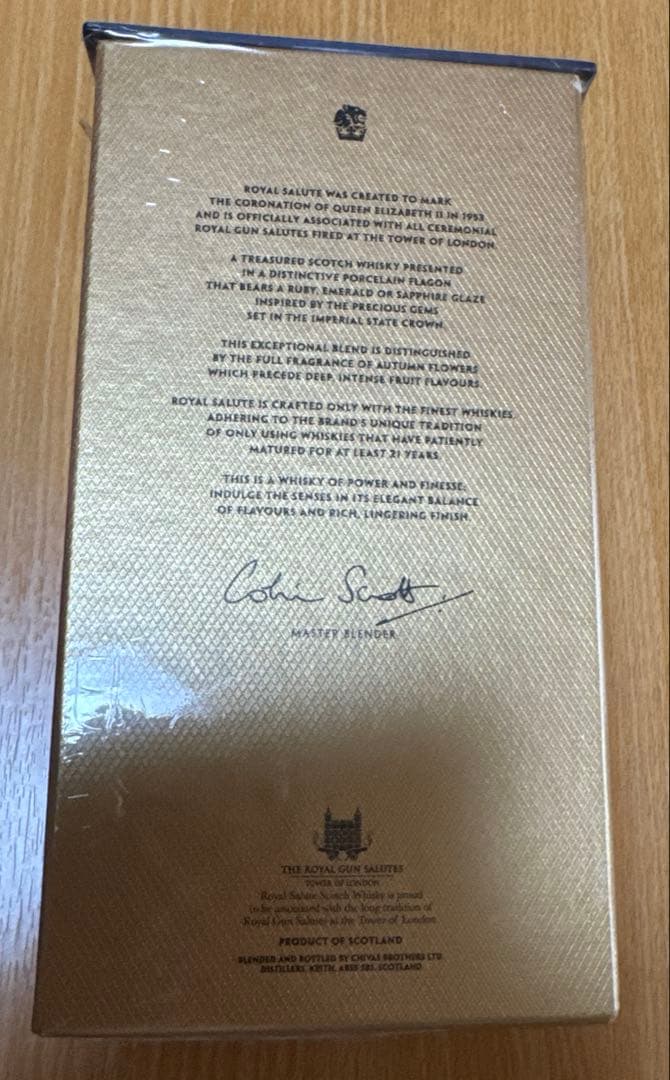 ROYAL SALUTE WAS CREATED TO MARK
THE CORONATION OF QUEEN ELIZABETH II IN 1953
AND IS OFFICIALLY ASSOCIATED WITH ALL CEREMONIAL
ROYAL GUN SALUTES FIRED AT THE TOWER OF LONDON.
A TREASURED SCOTCH WHISKY PRESENTED
IN A DISTINCTIVE PORCELAIN FLAGON
THAT BEARS A RUBY, EMERALD OR SAPPHIRE GLAZE
INSPIRED BY THE PRECIOUS GEMS
SET IN THE IMPERIAL STATE CROWN.
THIS EXCEPTIONAL BLEND IS DISTINGUISHED
BY THE FULL FRAGRANCE OF AUTUMN FLOWERS
WHICH PRECEDE DEEP, INTENSE FRUIT FLAVOURS.
ROYAL SALUTE IS CRAFTED ONLY WITH THE FINEST WHISKIES,
ADHERING TO THE BRAND'S UNIQUE TRADITION
OF ONLY USING WHISKIES THAT HAVE PATIENTLY
MATURED FOR AT LEAST 21 YEARS.
THIS IS A WHISKY OF POWER AND FINESSE.
INDULGE THE SENSES IN ITS ELEGANT BALANCE
OF FLAVOURS AND RICH, LINGERING FINISH.
Colin Scott
MASTER BLENDER
THE ROYAL GUN SALUTES
TOWER OF LONDON
Royal Salute Scotch Whisky is proud
to be associated with the long tradition of
Royal Gun Salutes at the Tower of London
PRODUCT OF SCOTLAND
BLENDED AND BOTTLED BY CHIVAS BROTHERS LTD
DISTILLERS, KEITH, AB55 5BS, SCOTLAND